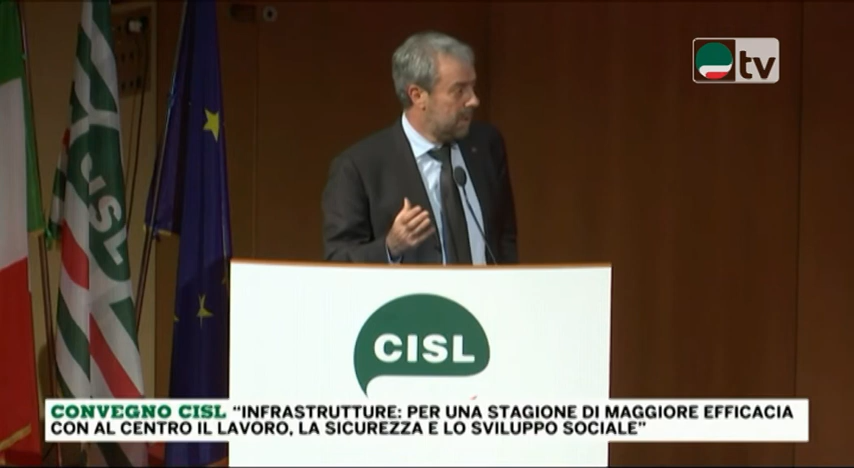 tv
CISL
CISL
CONVEGNO CISL "INFRASTRUTTURE: PER UNA STAGIONE DI MAGGIORE EFFICACIA
CON AL CENTRO IL LAVORO, LA SICUREZZA E LO SVILUPPO SOCIALE"